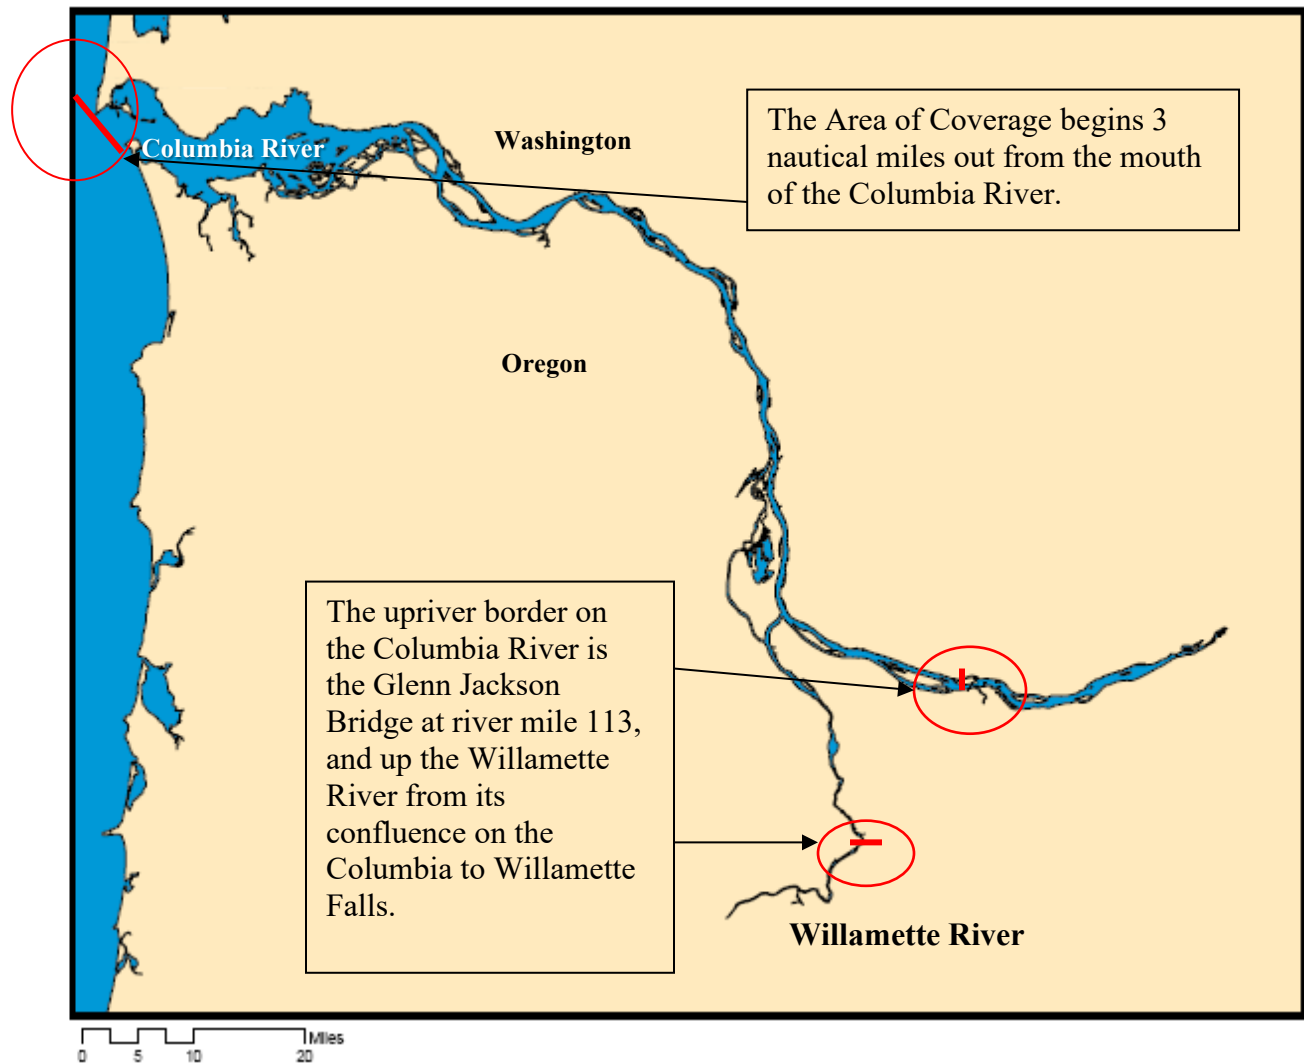 Columbia River
Washington
The Area of Coverage begins 3
nautical miles out from the mouth
of the Columbia River.
Oregon
The upriver border on
the Columbia River is
the Glenn Jackson
Bridge at river mile 113,
and up the Willamette
River from its
confluence on the
Columbia to Willamette
Falls.
Willamette River
Miles
0 5 10 20